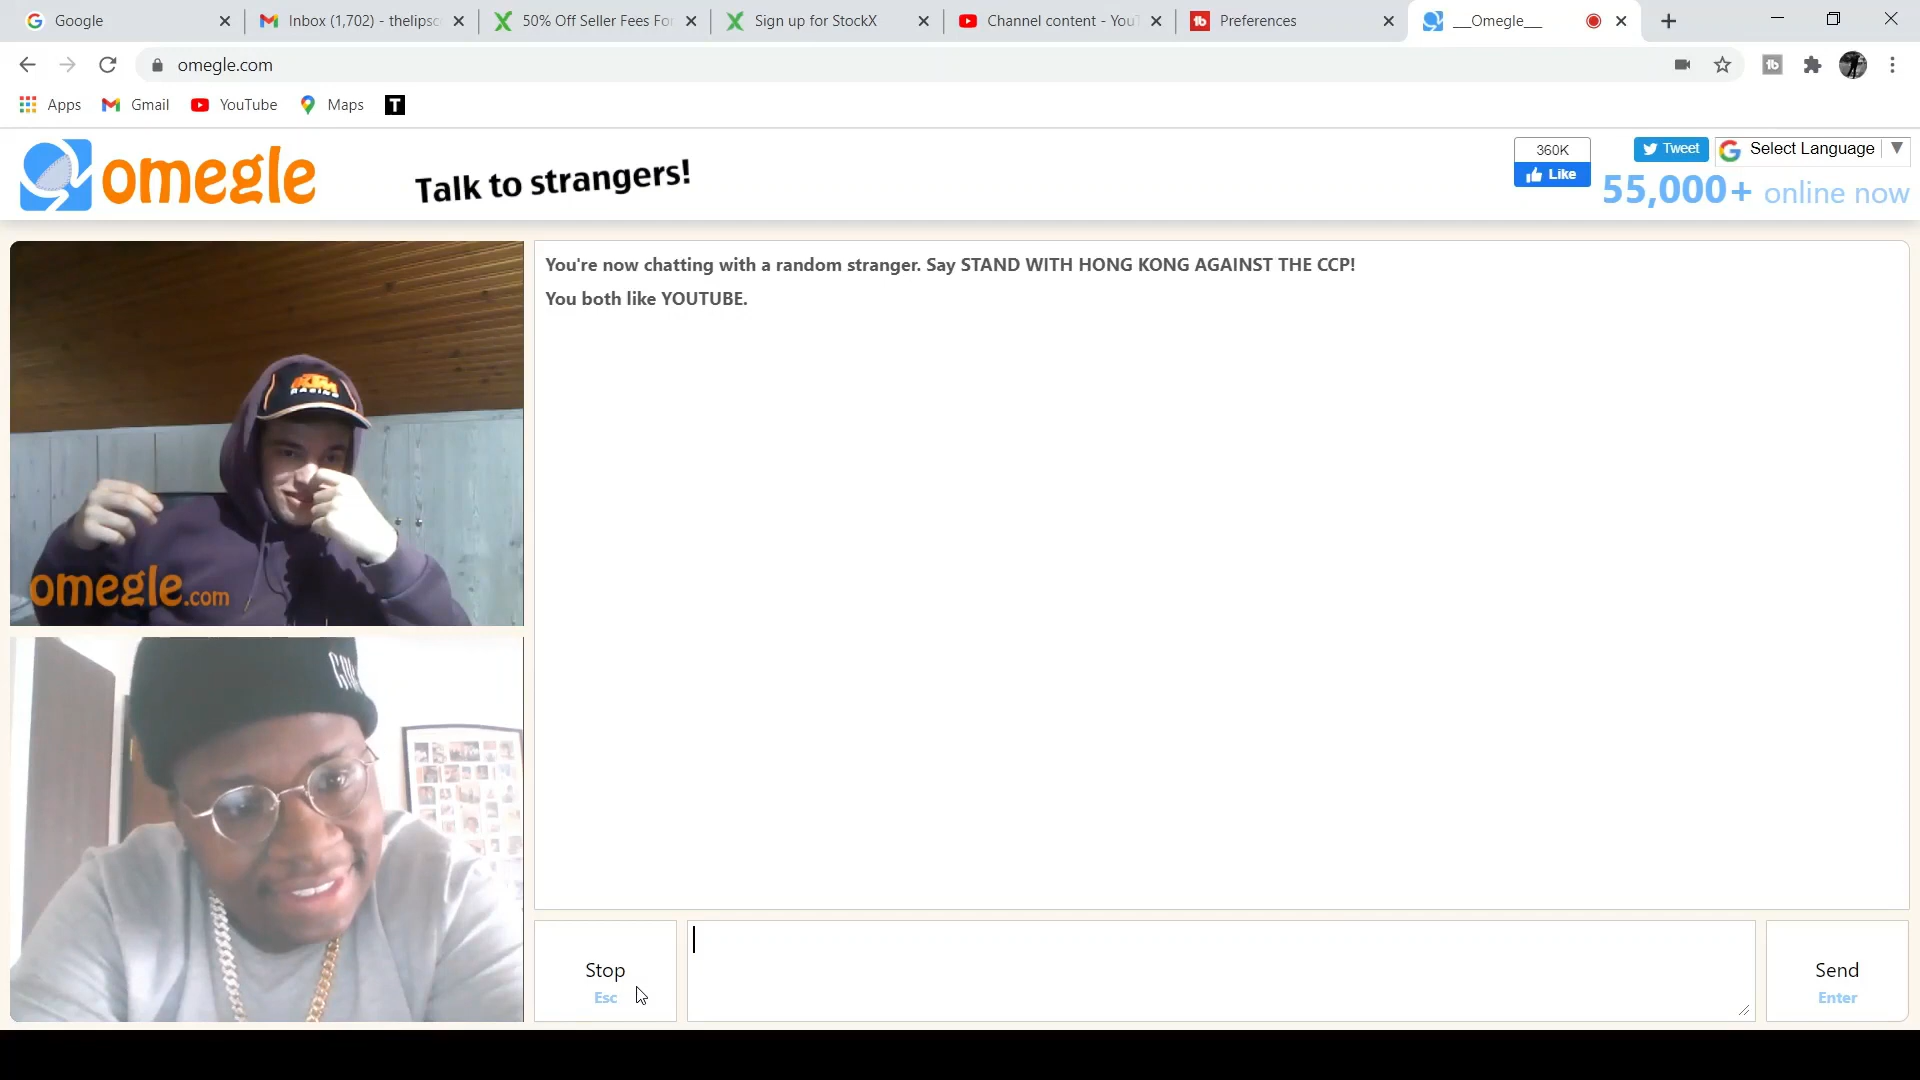 Google
Inbox (1,702) - thelipsc
50% Off Seller Fees For
Sign up for StockX
Channel content - YouT
Preferences
__Omegle__
omegle.com
Apps
Gmail
YouTube
Maps
T
omegle
Talk to strangers!
360K
Like
Tweet
Select Language
55,000+ online now
You're now chatting with a random stranger. Say STAND WITH HONG KONG AGAINST THE CCP!
You both like YOUTUBE.
KTM
RACING
omegle.com
Stop
Esc
Send
Enter